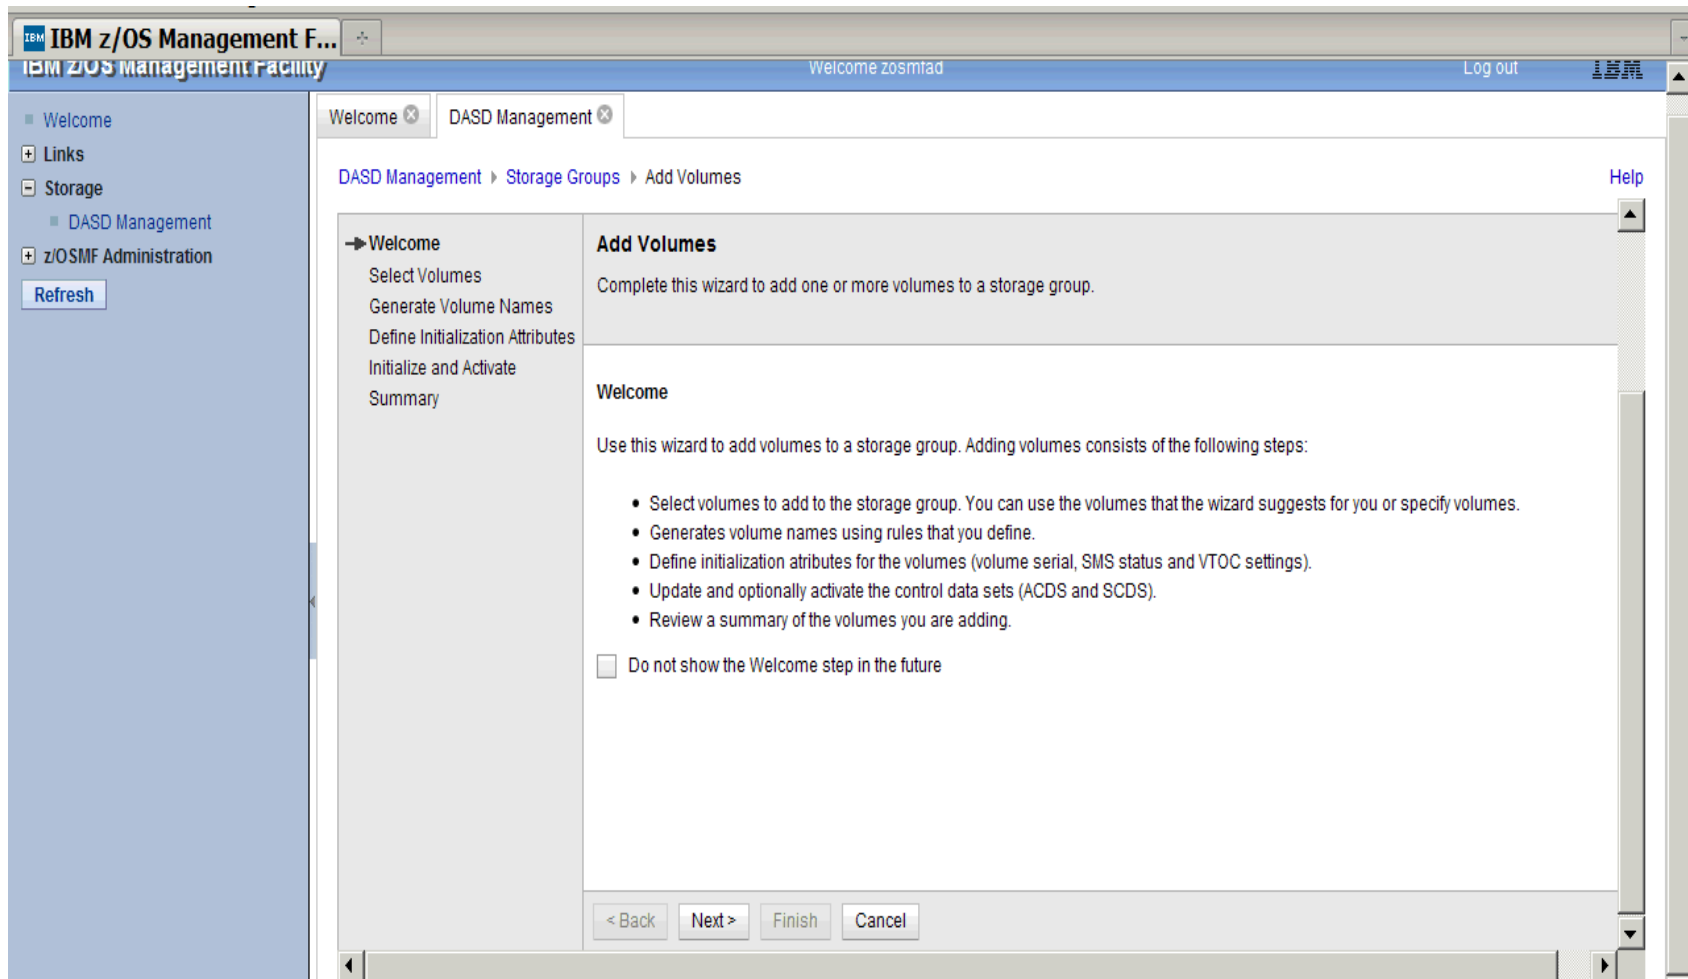 IBM IBM z/OS Management F...
IBM z/OS Management Facility Welcome zosmfad Log out IBM
Welcome
Links
Storage
DASD Management
z/OSMF Administration
Refresh
Welcome DASD Management
DASD Management Storage Groups Add Volumes Help
Welcome
Select Volumes
Generate Volume Names
Define Initialization Attributes
Initialize and Activate
Summary
Add Volumes
Complete this wizard to add one or more volumes to a storage group.
Welcome
Use this wizard to add volumes to a storage group. Adding volumes consists of the following steps:
• Select volumes to add to the storage group. You can use the volumes that the wizard suggests for you or specify volumes.
• Generates volume names using rules that you define.
• Define initialization atributes for the volumes (volume serial, SMS status and VTOC settings).
• Update and optionally activate the control data sets (ACDS and SCDS).
• Review a summary of the volumes you are adding.
Do not show the Welcome step in the future
< Back Next > Finish Cancel